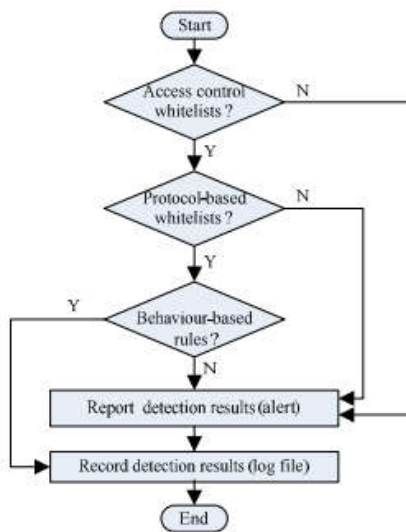 Start
Access control
whitelists ?
N
Y
Protocol-based
whitelists ?
N
Y
Y
Behaviour-based
rules ?
N
Report detection results (alert)
Record detection results (log file)
End